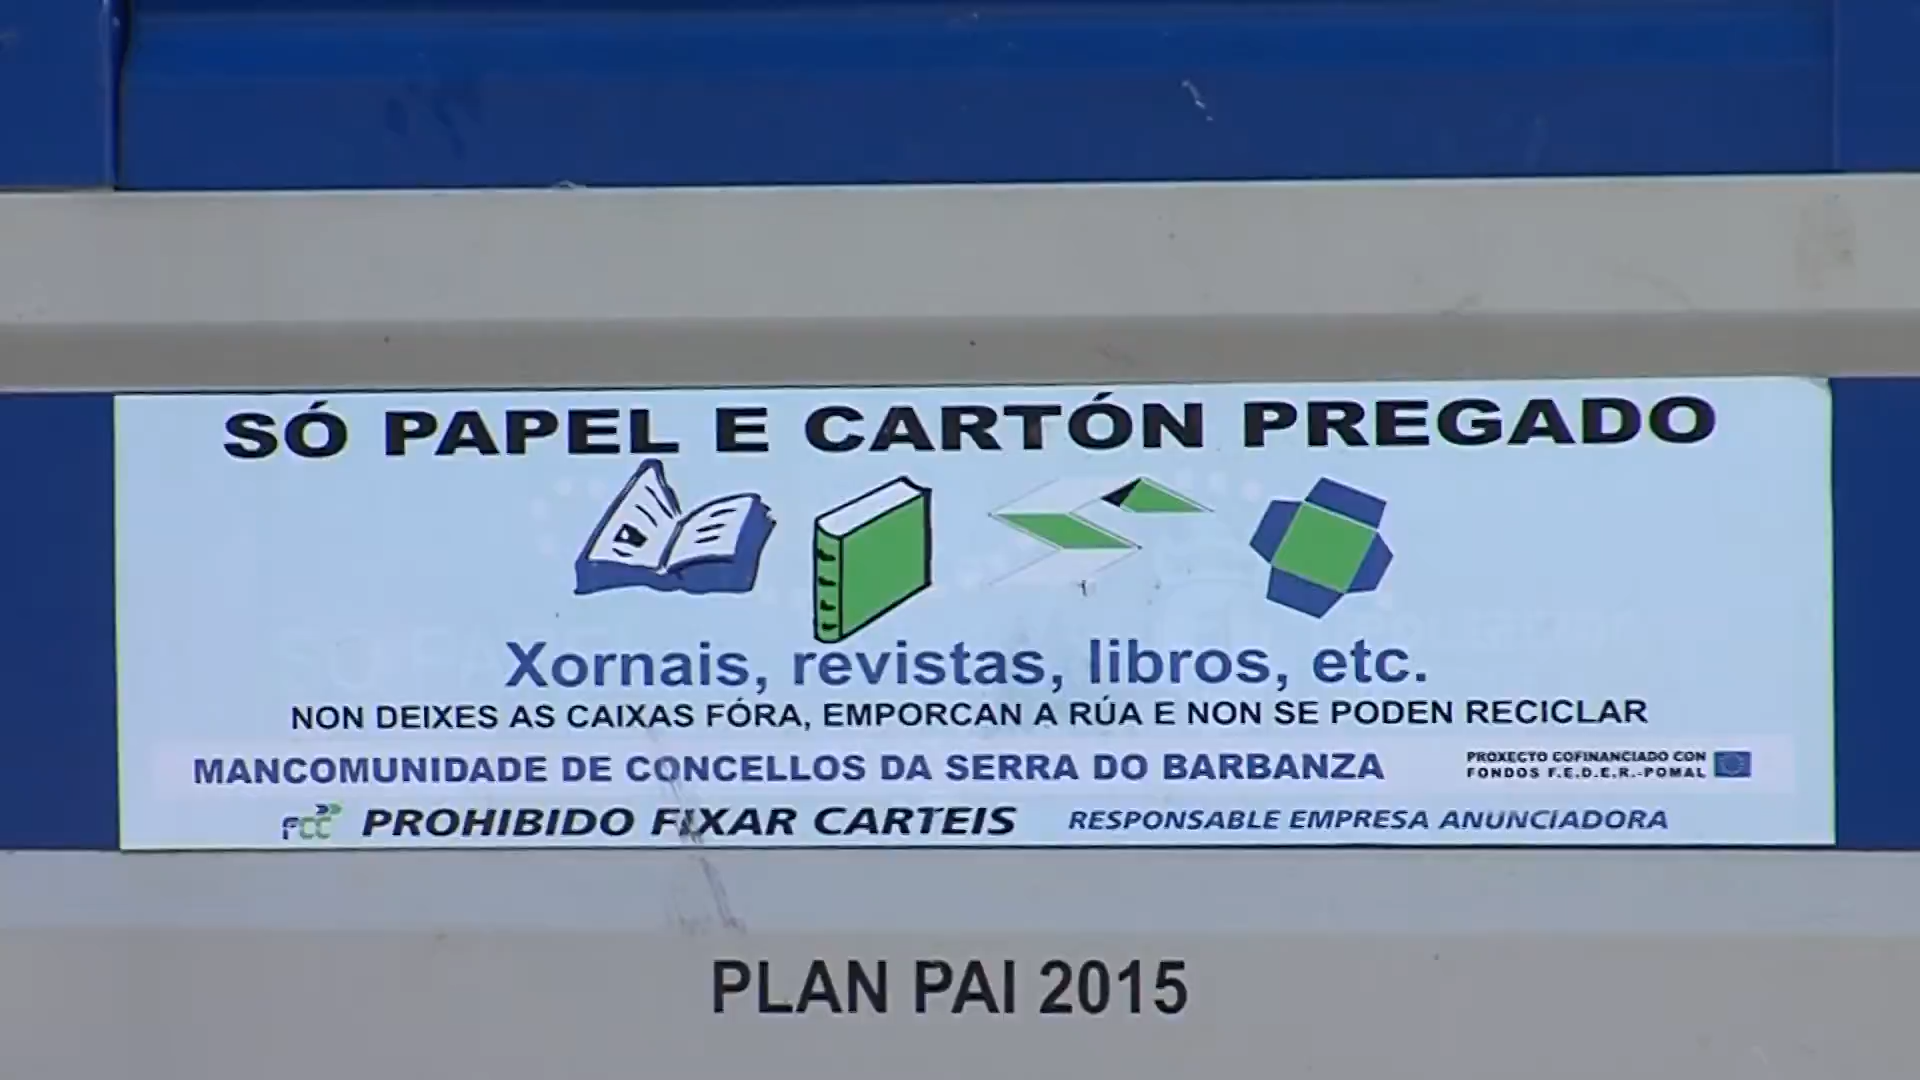 SÓ PAPEL E CARTÓN PREGADO
Xornais, revistas, libros, etc.
NON DEIXES AS CAIXAS FÓRA, EMPORCAN A RÚA E NON SE PODEN RECICLAR
MANCOMUNIDADE DE CONCELLOS DA SERRA DO BARBANZA
PROXECTO COFINANCIADO CON
FONDOS F.E.D.E.R.-POMAL
FCC PROHIBIDO FIXAR CARTEIS RESPONSABLE EMPRESA ANUNCIADORA
PLAN PAI 2015